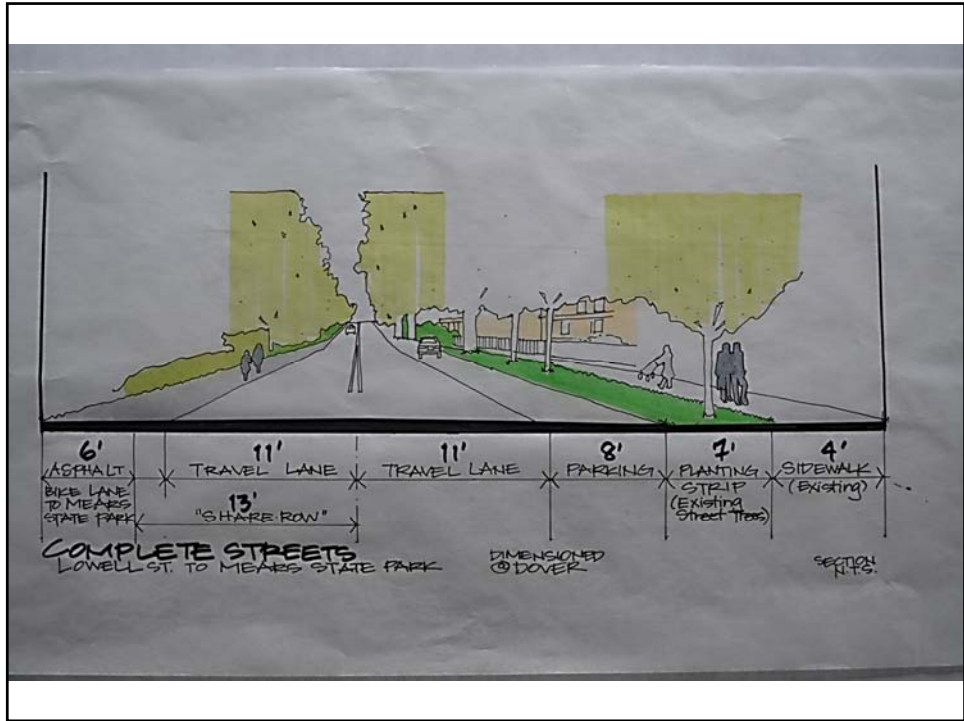 6'
ASPHALT
BIKE LANE
TO MEARS
STATE PARK
11'
TRAVEL LANE
11'
TRAVEL LANE
8'
PARKING
7'
PLANTING
STRIP
(Existing
Street Trees)
4'
SIDEWALK
(Existing)
13'
"SHARE-ROW"
COMPLETE STREETS
LOWELL ST. TO MEARS STATE PARK
DIMENSIONED
@ DOVER
SECTION
N.T.S.